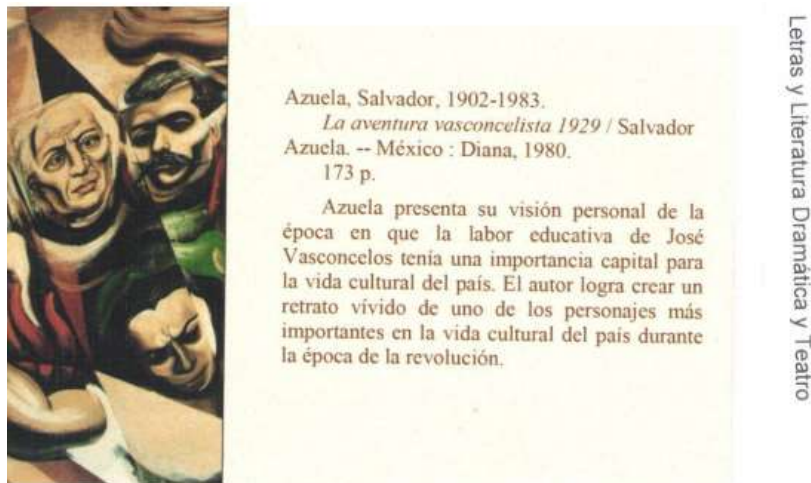 Azuela, Salvador, 1902-1983.
La aventura vasconcelista 1929 / Salvador
Azuela. -- México : Diana, 1980.
173 p.
Azuela presenta su visión personal de la
época en que la labor educativa de José
Vasconcelos tenía una importancia capital para
la vida cultural del país. El autor logra crear un
retrato vívido de uno de los personajes más
importantes en la vida cultural del país durante
la época de la revolución.
Letras y Literatura Dramática y Teatro